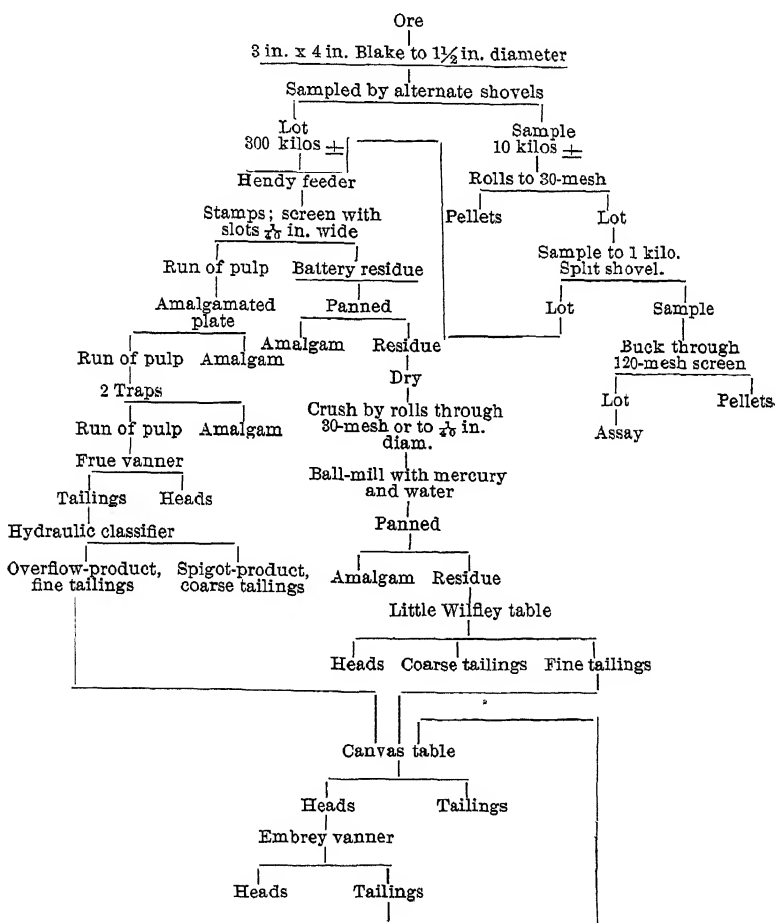 Ore
3 in. x 4 in. Blake to 1½ in. diameter
Sampled by alternate shovels
Lot
300 kilos ±
Sample
10 kilos ±
Hendy feeder
Rolls to 30-mesh
Stamps; screen with
slots 1/40 in. wide
Pellets
Lot
Run of pulp
Battery residue
Sample to 1 kilo.
Split shovel.
Amalgamated
plate
Panned
Lot
Sample
Run of pulp
Amalgam
Amalgam
Residue
Buck through
120-mesh screen
2 Traps
Dry
Lot
Pellets
Run of pulp
Amalgam
Crush by rolls through
30-mesh or to 1/40 in.
diam.
Assay
Frue vanner
Ball-mill with mercury
and water
Tailings
Heads
Hydraulic classifier
Panned
Overflow-product,
fine tailings
Spigot-product,
coarse tailings
Amalgam
Residue
Little Wilfley table
Heads
Coarse tailings
Fine tailings
Canvas table
Heads
Tailings
Embrey vanner
Heads
Tailings